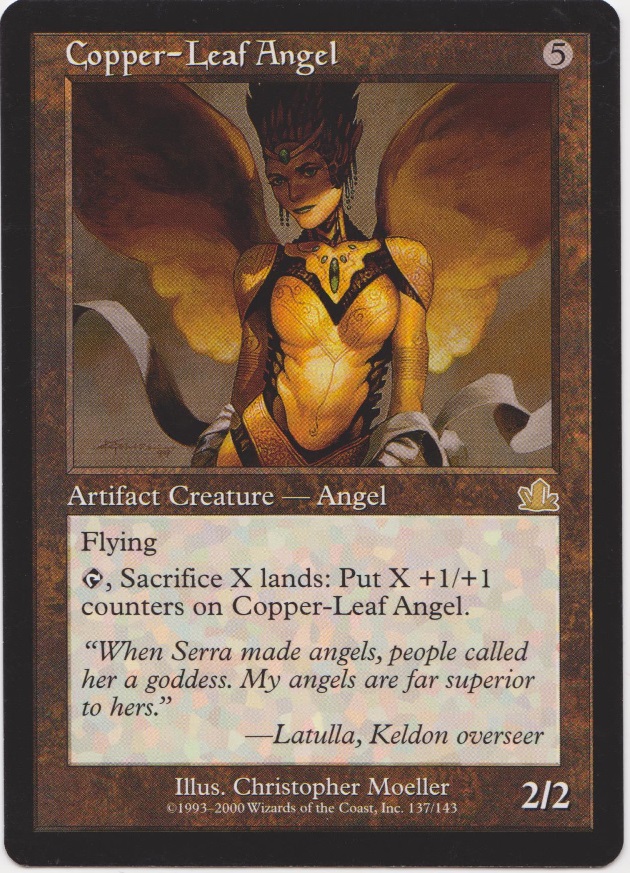 Copper-Leaf Angel 5
Artifact Creature — Angel
Flying
, Sacrifice X lands: Put X +1/+1
counters on Copper-Leaf Angel.
“When Serra made angels, people called
her a goddess. My angels are far superior
to hers.”
—Latulla, Keldon overseer
Illus. Christopher Moeller
©1993–2000 Wizards of the Coast, Inc. 137/143
2/2